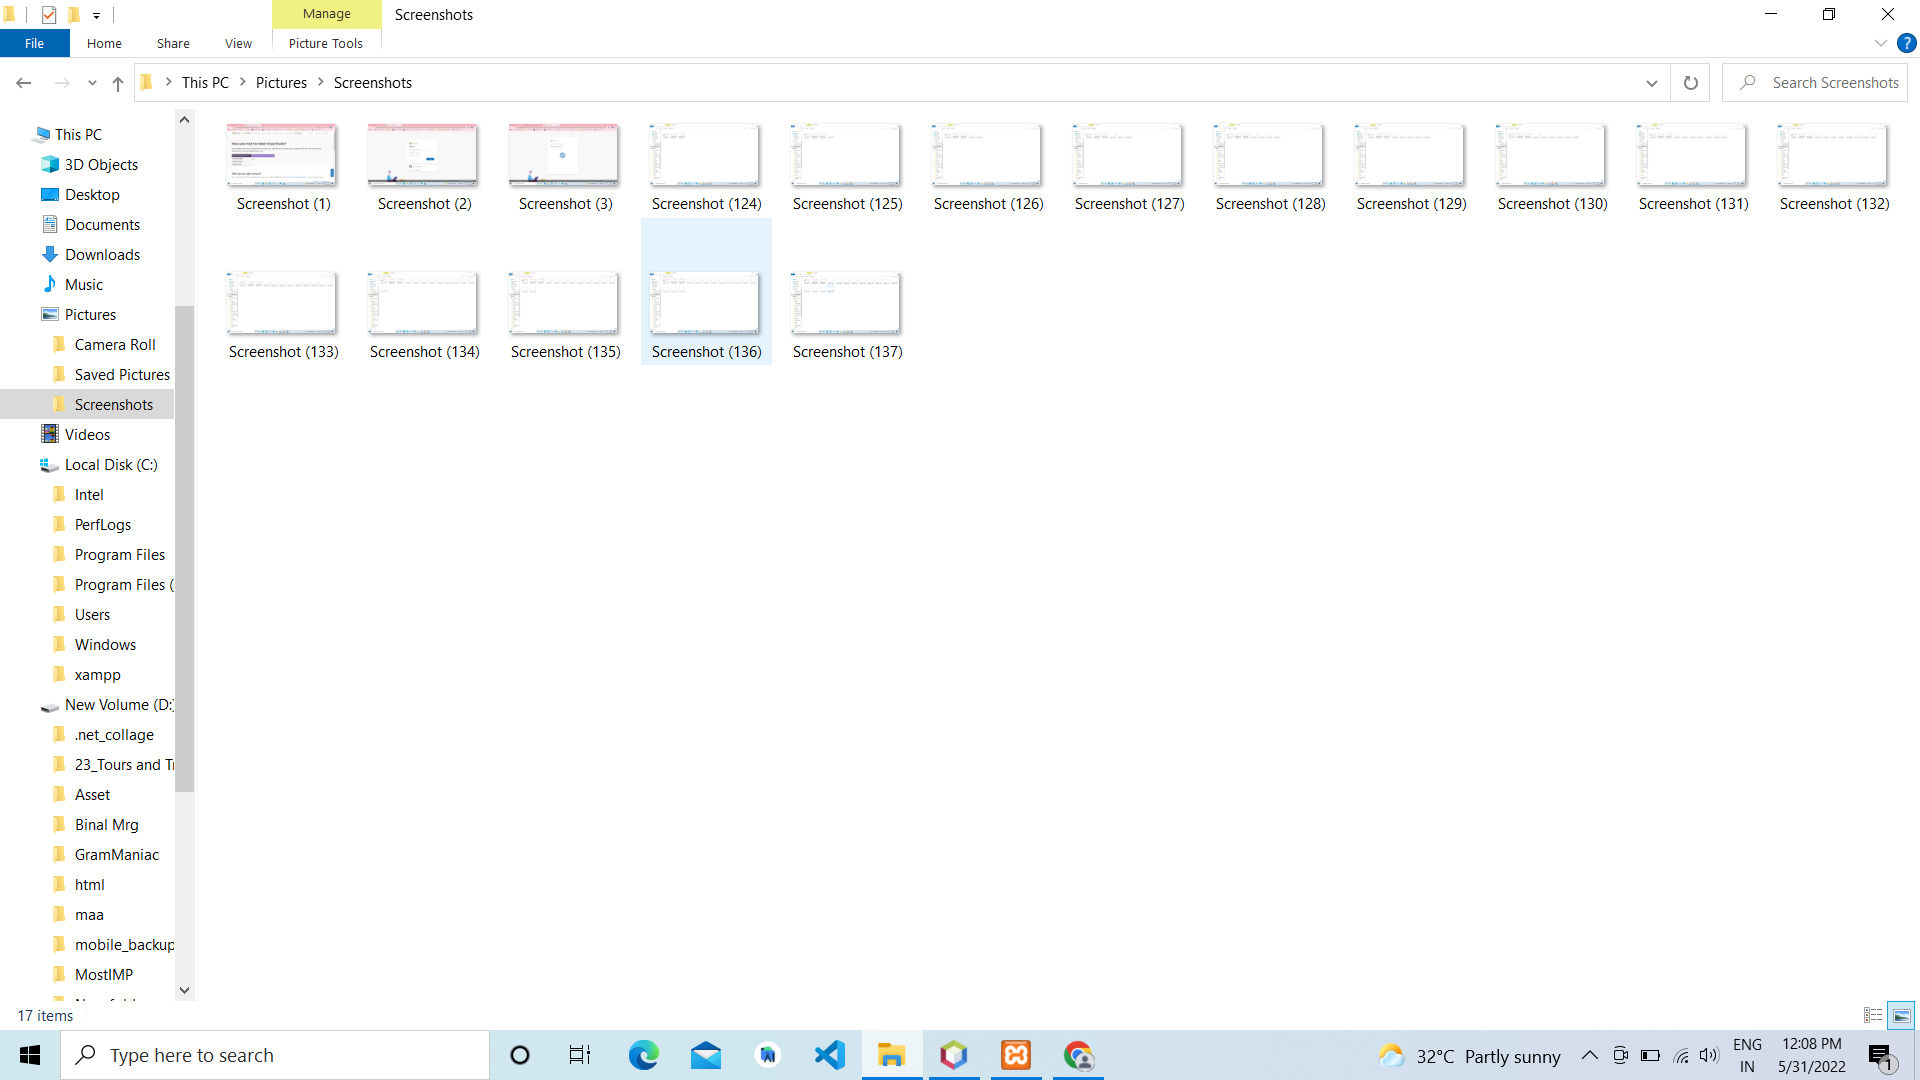 Manage
Screenshots
File
Home
Share
View
Picture Tools
?
This PC
Pictures
Screenshots
Search Screenshots
This PC
3D Objects
Desktop
Documents
Downloads
Music
Pictures
Camera Roll
Saved Pictures
Screenshots
Videos
Local Disk (C:)
Intel
PerfLogs
Program Files
Program Files (
Users
Windows
xampp
New Volume (D:)
.net_collage
23_Tours and Tr
Asset
Binal Mrg
GramManiac
html
maa
mobile_backup
MostIMP
Screenshot (1)
Screenshot (2)
Screenshot (3)
Screenshot (124)
Screenshot (125)
Screenshot (126)
Screenshot (127)
Screenshot (128)
Screenshot (129)
Screenshot (130)
Screenshot (131)
Screenshot (132)
Screenshot (133)
Screenshot (134)
Screenshot (135)
Screenshot (136)
Screenshot (137)
17 items
Type here to search
32°C Partly sunny
ENG
IN
12:08 PM
5/31/2022
1